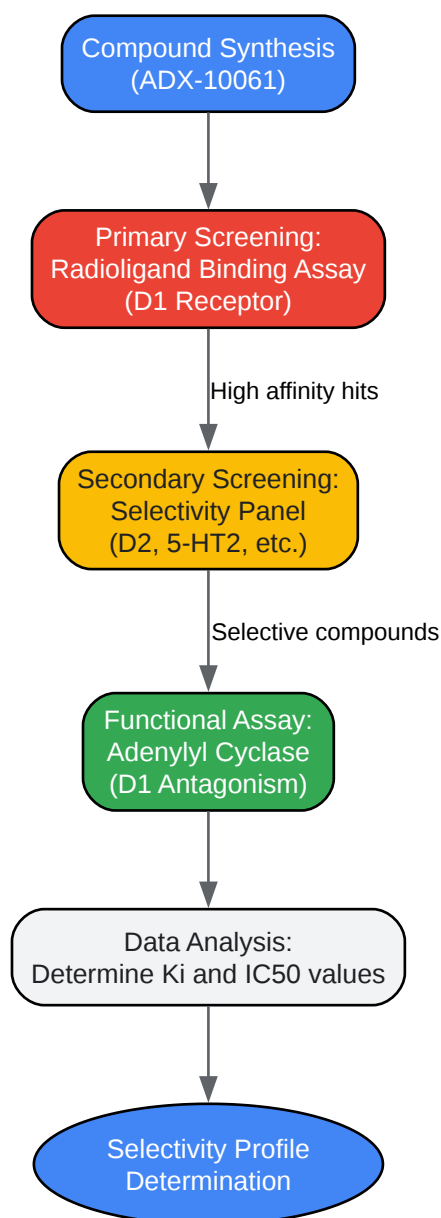 Compound Synthesis
(ADX-10061)
Primary Screening:
Radioligand Binding Assay
(D1 Receptor)
High affinity hits
Secondary Screening:
Selectivity Panel
(D2, 5-HT2, etc.)
Selective compounds
Functional Assay:
Adenylyl Cyclase
(D1 Antagonism)
Data Analysis:
Determine Ki and IC50 values
Selectivity Profile
Determination